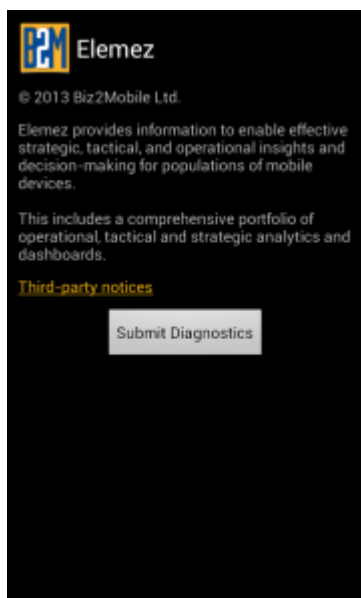 B2M Elemez
© 2013 Biz2Mobile Ltd.
Elemez provides information to enable effective
strategic, tactical, and operational insights and
decision-making for populations of mobile
devices.
This includes a comprehensive portfolio of
operational, tactical and strategic analytics and
dashboards.
Third-party notices
Submit Diagnostics